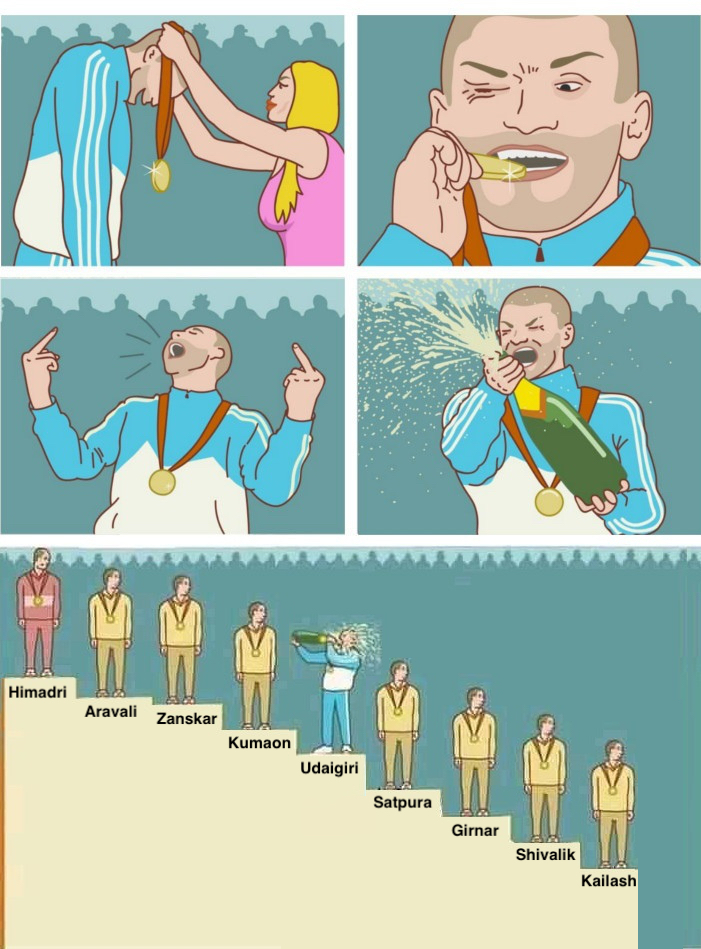 Himadri
Aravali
Zanskar
Kumaon
Udaigiri
Satpura
Girnar
Shivalik
Kailash